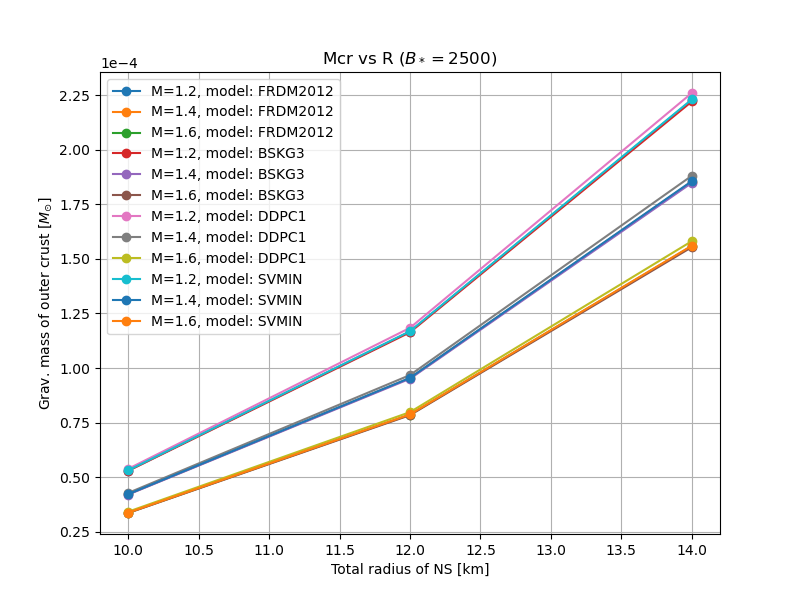 Mcr vs R ($B_* = 2500$)
1e−4
M=1.2, model: FRDM2012
M=1.4, model: FRDM2012
M=1.6, model: FRDM2012
M=1.2, model: BSKG3
M=1.4, model: BSKG3
M=1.6, model: BSKG3
M=1.2, model: DDPC1
M=1.4, model: DDPC1
M=1.6, model: DDPC1
M=1.2, model: SVMIN
M=1.4, model: SVMIN
M=1.6, model: SVMIN
2.25
2.00
1.75
1.50
1.25
1.00
0.75
0.50
0.25
Grav. mass of outer crust [$M_\odot$]
10.0 10.5 11.0 11.5 12.0 12.5 13.0 13.5 14.0
Total radius of NS [km]